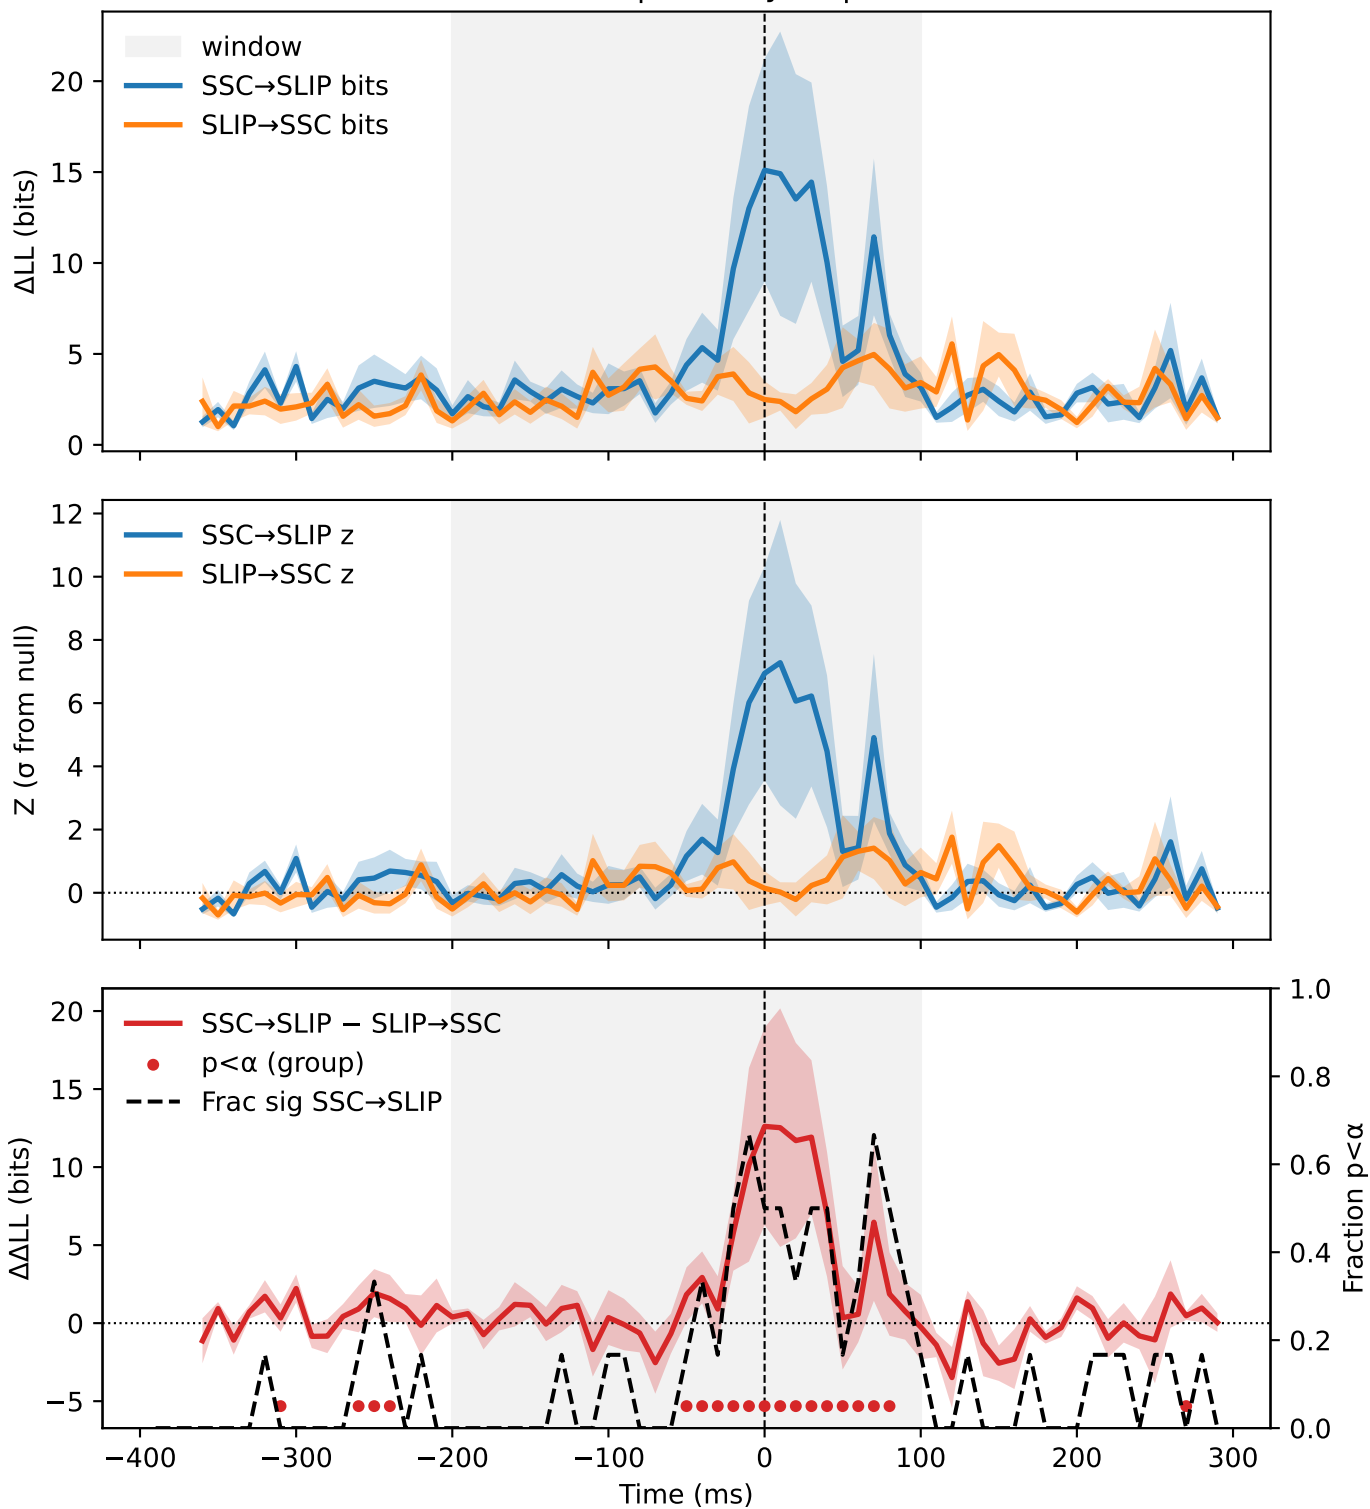 window
SSC→SLIP bits
SLIP→SSC bits
ΔLL (bits)
20
15
10
5
0
−400
−300
−200
−100
0
100
200
300
SSC→SLIP z
SLIP→SSC z
Z (σ from null)
12
10
8
6
4
2
0
SSC→SLIP − SLIP→SSC
p<α (group)
Frac sig SSC→SLIP
ΔΔLL (bits)
20
15
10
5
0
−5
1.0
0.8
0.6
0.4
0.2
0.0
Fraction p<α
Time (ms)